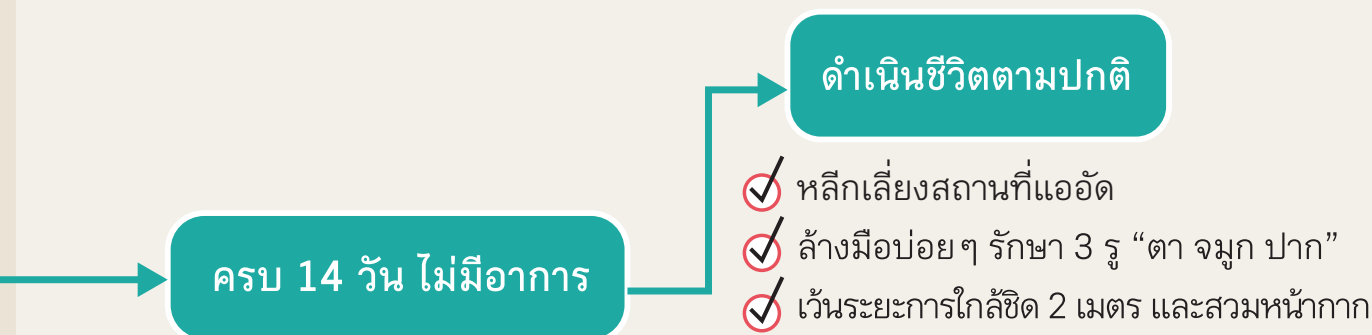 ดำเนินชีวิตตามปกติ
หลีกเลี่ยงสถานที่แออัด
ล้างมือบ่อย ๆ รักษา 3 รู “ตา จมูก ปาก”
เว้นระยะการใกล้ชิด 2 เมตร และสวมหน้ากาก
ครบ 14 วัน ไม่มีอาการ